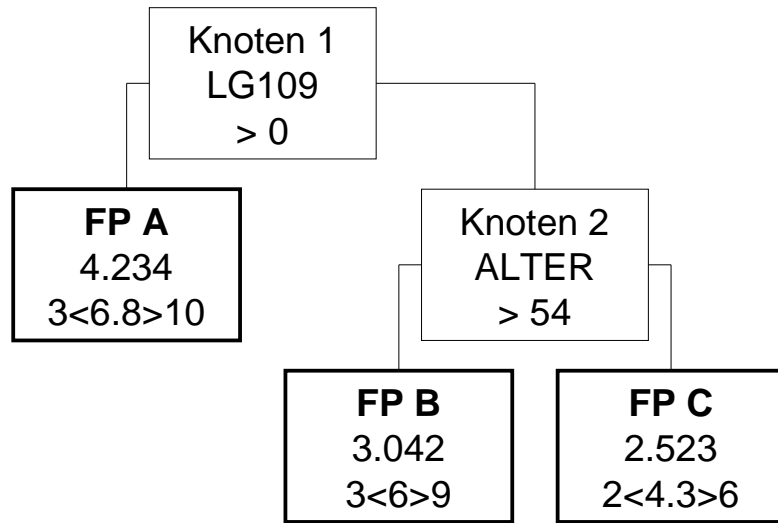 Knoten 1
LG109
> 0
FP A
4.234
3<6.8>10
Knoten 2
ALTER
> 54
FP B
3.042
3<6>9
FP C
2.523
2<4.3>6